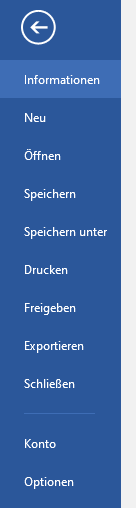 Informationen
Neu
Öffnen
Speichern
Speichern unter
Drucken
Freigeben
Exportieren
Schließen
Konto
Optionen